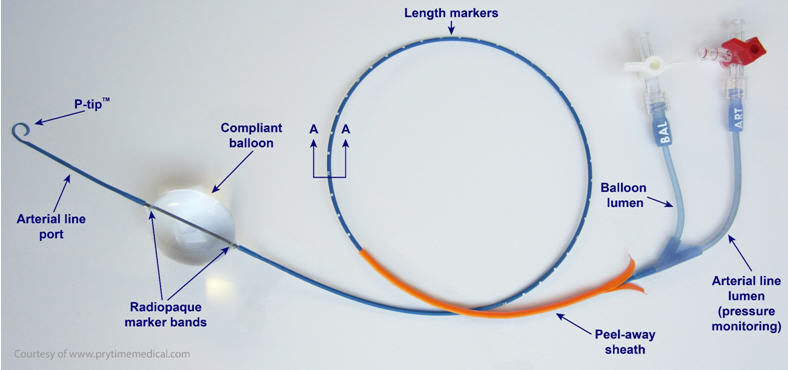 Length markers
P-tip™
Compliant
balloon
A
A
BAL
ART
Balloon
lumen
Arterial line
port
Radiopaque
marker bands
Arterial line
lumen
(pressure
monitoring)
Peel-away
sheath
Courtesy of www.prytimemedical.com